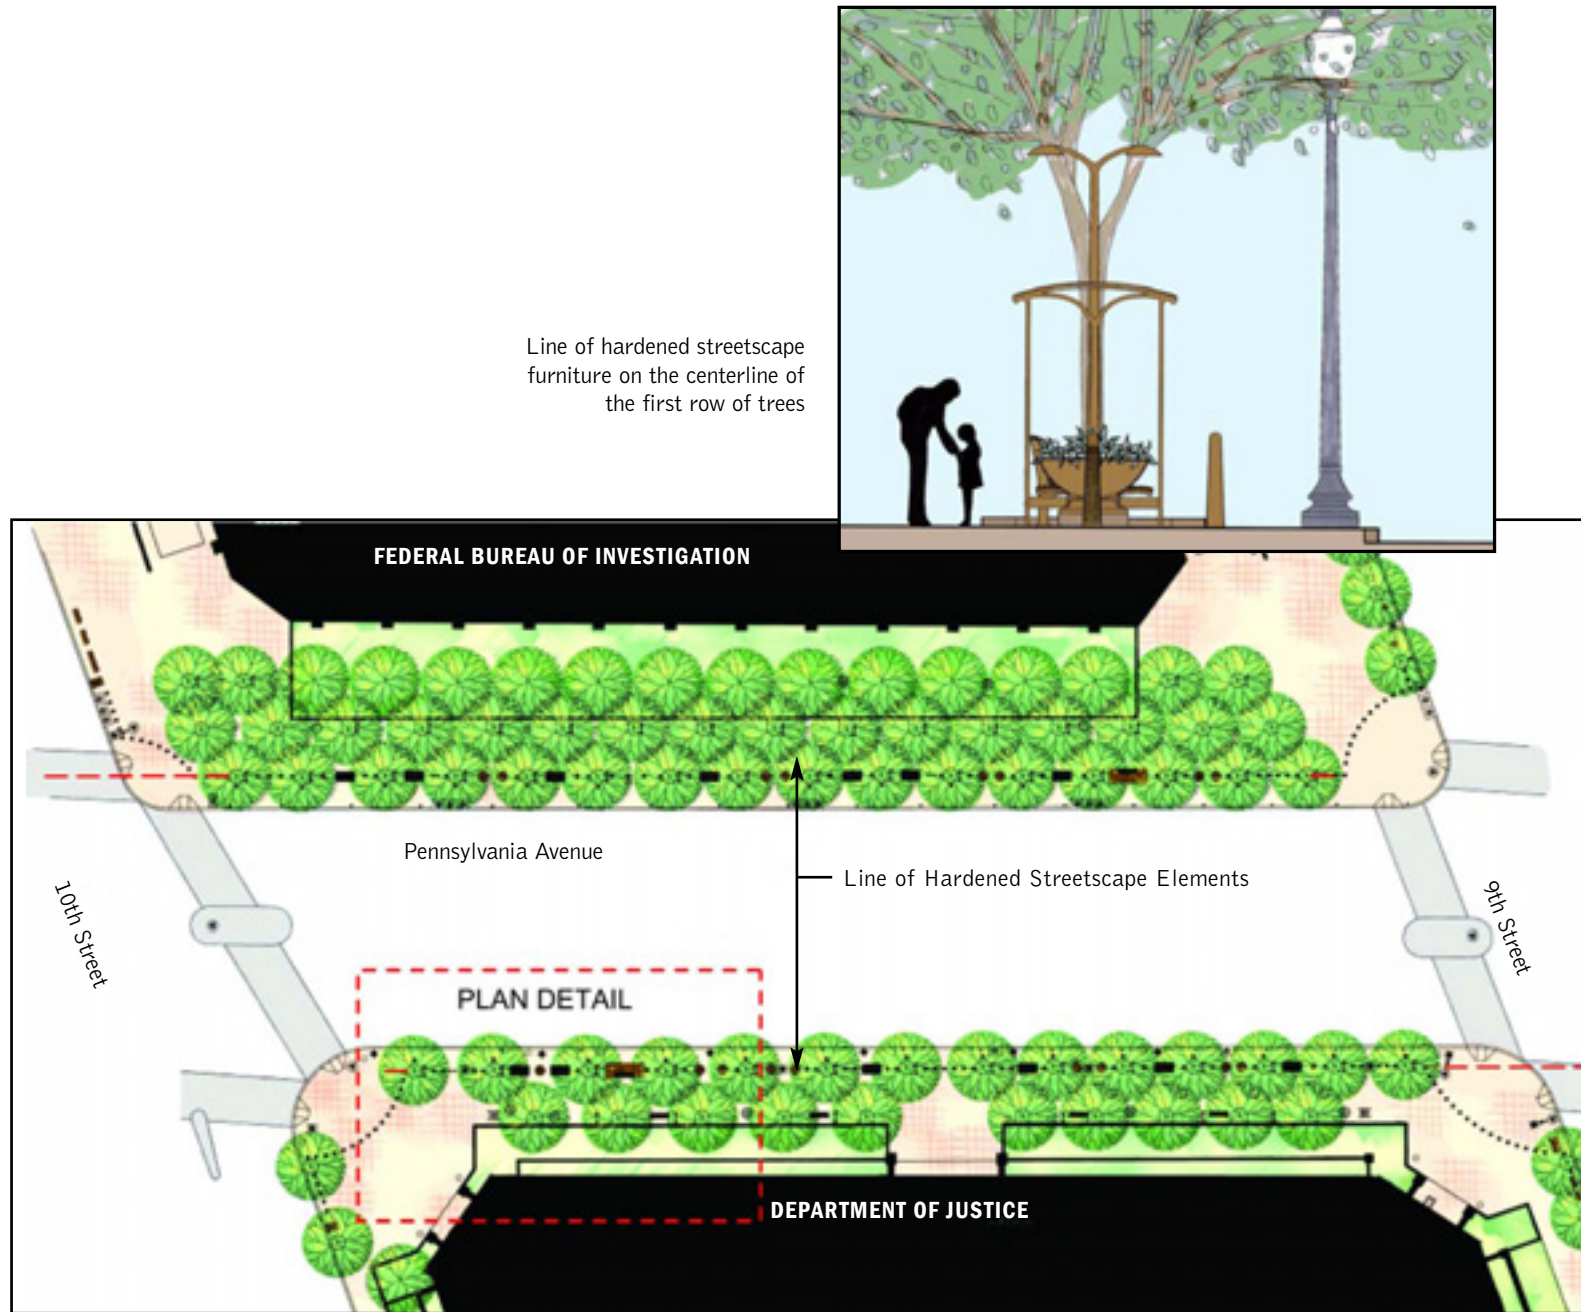 Line of hardened streetscape
furniture on the centerline of
the first row of trees
FEDERAL BUREAU OF INVESTIGATION
Pennsylvania Avenue
Line of Hardened Streetscape Elements
10th Street
9th Street
PLAN DETAIL
DEPARTMENT OF JUSTICE